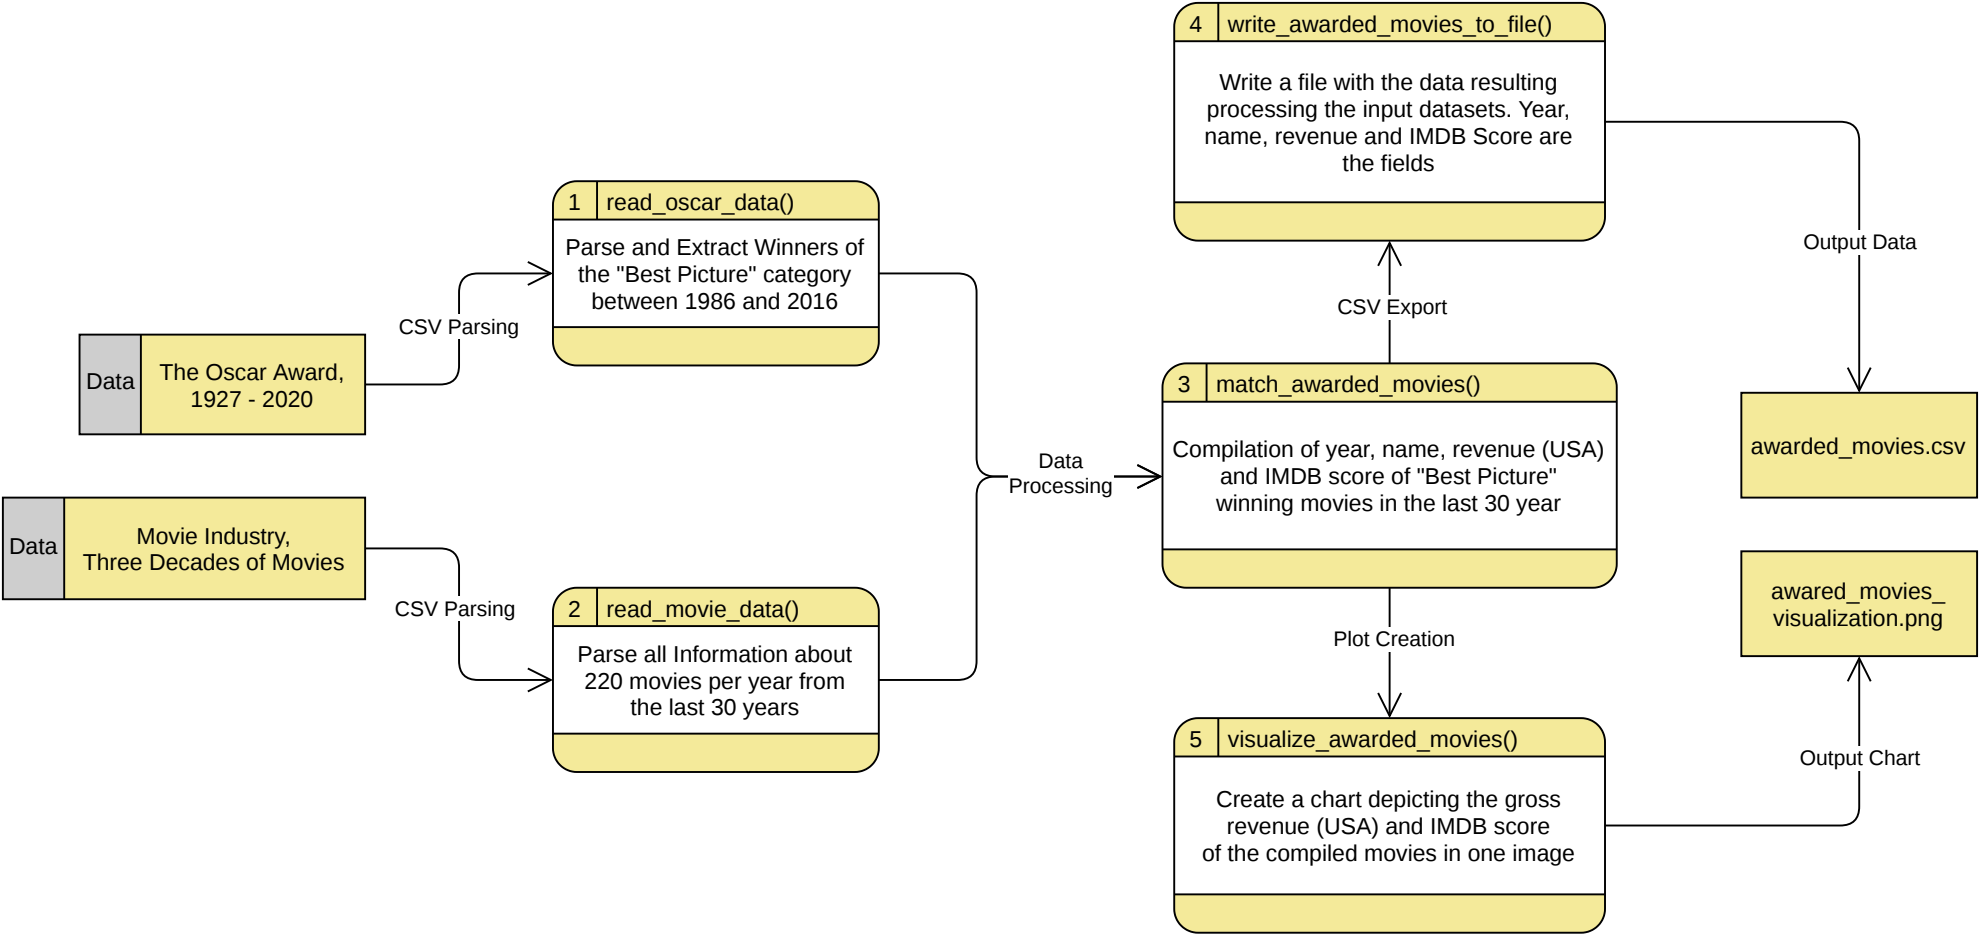 Data
The Oscar Award,
1927 - 2020
Data
Movie Industry,
Three Decades of Movies
CSV Parsing
CSV Parsing
1 read_oscar_data()
Parse and Extract Winners of
the "Best Picture" category
between 1986 and 2016
2 read_movie_data()
Parse all Information about
220 movies per year from
the last 30 years
Data
Processing
3 match_awarded_movies()
Compilation of year, name, revenue (USA)
and IMDB score of "Best Picture"
winning movies in the last 30 year
CSV Export
4 write_awarded_movies_to_file()
Write a file with the data resulting
processing the input datasets. Year,
name, revenue and IMDB Score are
the fields
Output Data
awarded_movies.csv
Plot Creation
5 visualize_awarded_movies()
Create a chart depicting the gross
revenue (USA) and IMDB score
of the compiled movies in one image
Output Chart
awared_movies_
visualization.png